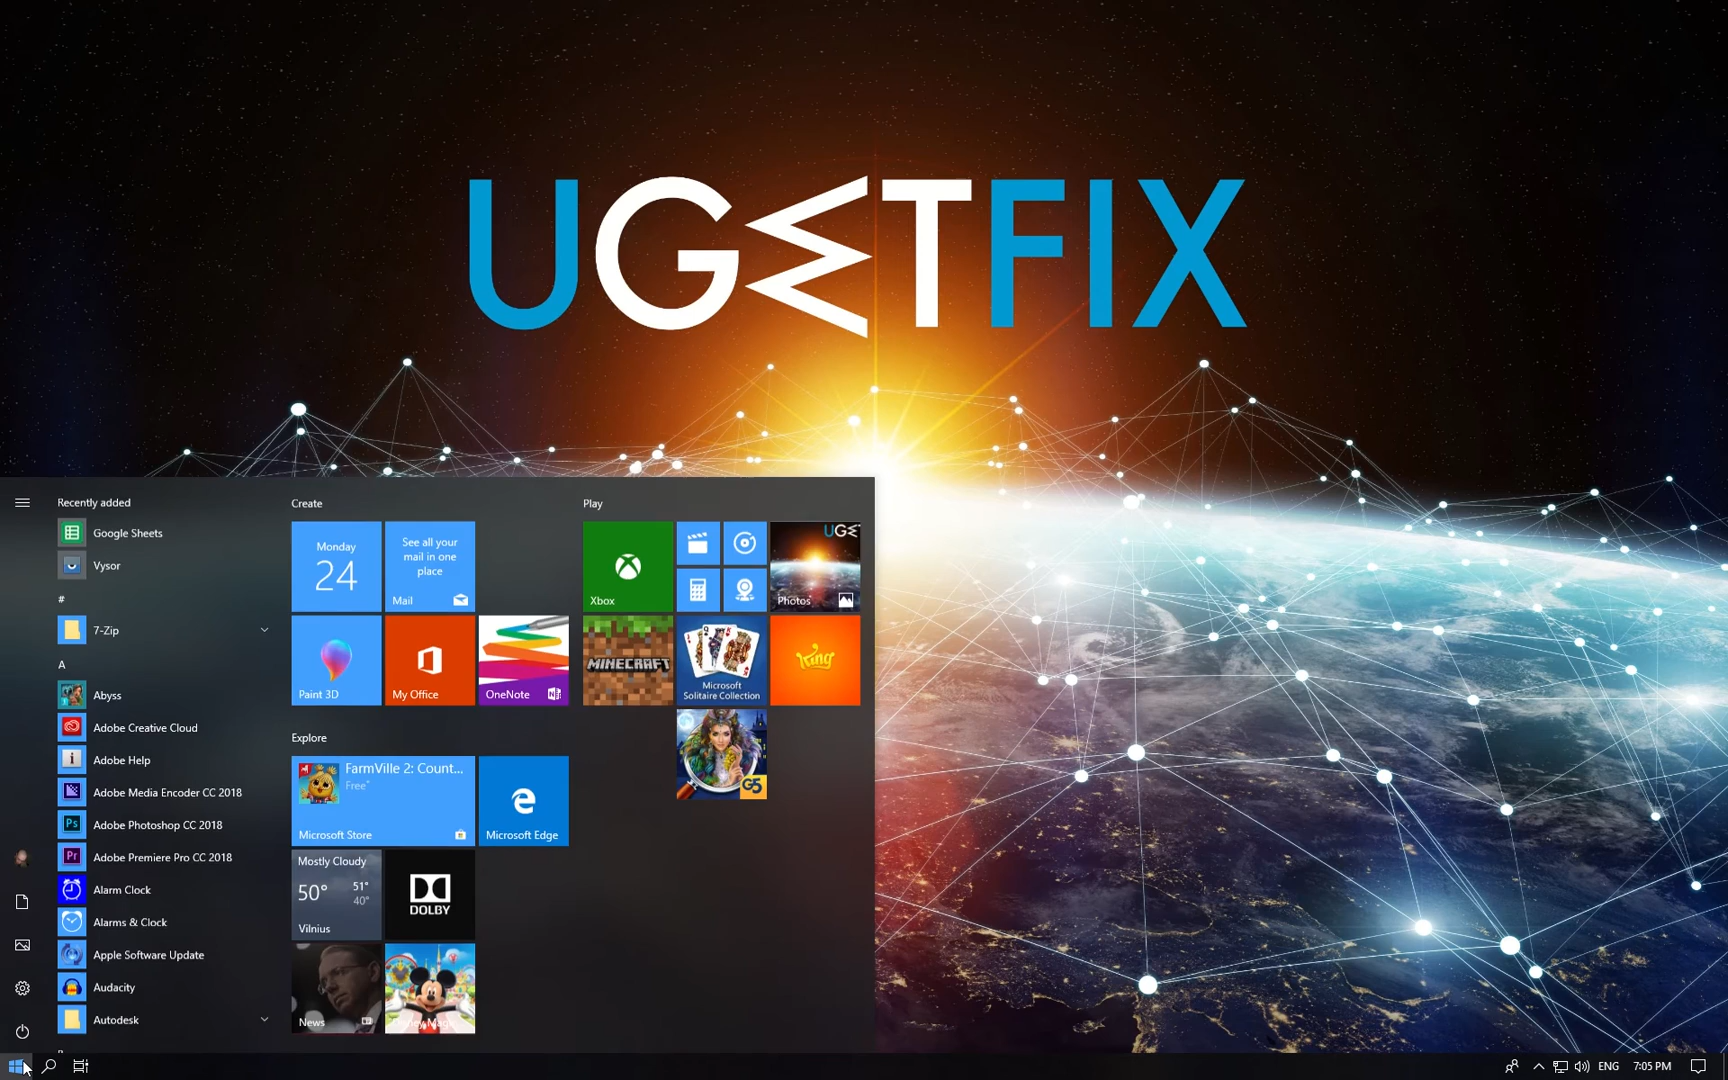 UGETFIX
Recently added
Google Sheets
Vysor
#
7-Zip
A
Abyss
Adobe Creative Cloud
Adobe Help
Adobe Media Encoder CC 2018
Adobe Photoshop CC 2018
Adobe Premiere Pro CC 2018
Alarm Clock
Alarms & Clock
Apple Software Update
Audacity
Autodesk
Create
Monday
24
See all your
mail in one
place
Mail
Paint 3D
My Office
OneNote
Explore
FarmVille 2: Count...
Free+
Microsoft Store
Microsoft Edge
Mostly Cloudy
50° 51°
40°
Vilnius
DOLBY
News
Play
Xbox
UGE
Photos
MINECRAFT
Microsoft
Solitaire Collection
King
G5
ENG
7:05 PM